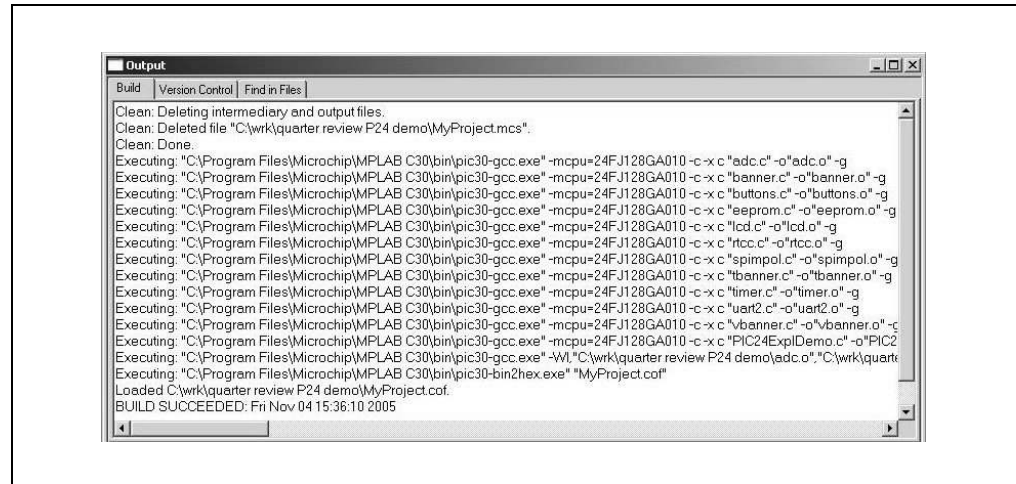 Output
Build Version Control Find in Files
Clean: Deleting intermediary and output files.
Clean: Deleted file "C:\wrk\quarter review P24 demo\MyProject.mcs".
Clean: Done.
Executing: "C:\Program Files\Microchip\MPLAB C30\bin\pic30-gcc.exe" -mcpu=24FJ128GA010 -c -x c "adc.c" -o"adc.o" -g
Executing: "C:\Program Files\Microchip\MPLAB C30\bin\pic30-gcc.exe" -mcpu=24FJ128GA010 -c -x c "banner.c" -o"banner.o" -g
Executing: "C:\Program Files\Microchip\MPLAB C30\bin\pic30-gcc.exe" -mcpu=24FJ128GA010 -c -x c "buttons.c" -o"buttons.o" -g
Executing: "C:\Program Files\Microchip\MPLAB C30\bin\pic30-gcc.exe" -mcpu=24FJ128GA010 -c -x c "eeprom.c" -o"eeprom.o" -g
Executing: "C:\Program Files\Microchip\MPLAB C30\bin\pic30-gcc.exe" -mcpu=24FJ128GA010 -c -x c "lcd.c" -o"lcd.o" -g
Executing: "C:\Program Files\Microchip\MPLAB C30\bin\pic30-gcc.exe" -mcpu=24FJ128GA010 -c -x c "rtcc.c" -o"rtcc.o" -g
Executing: "C:\Program Files\Microchip\MPLAB C30\bin\pic30-gcc.exe" -mcpu=24FJ128GA010 -c -x c "spimpol.c" -o"spimpol.o" -g
Executing: "C:\Program Files\Microchip\MPLAB C30\bin\pic30-gcc.exe" -mcpu=24FJ128GA010 -c -x c "tbanner.c" -o"tbanner.o" -g
Executing: "C:\Program Files\Microchip\MPLAB C30\bin\pic30-gcc.exe" -mcpu=24FJ128GA010 -c -x c "timer.c" -o"timer.o" -g
Executing: "C:\Program Files\Microchip\MPLAB C30\bin\pic30-gcc.exe" -mcpu=24FJ128GA010 -c -x c "uart2.c" -o"uart2.o" -g
Executing: "C:\Program Files\Microchip\MPLAB C30\bin\pic30-gcc.exe" -mcpu=24FJ128GA010 -c -x c "vbanner.c" -o"vbanner.o" -g
Executing: "C:\Program Files\Microchip\MPLAB C30\bin\pic30-gcc.exe" -mcpu=24FJ128GA010 -c -x c "PIC24ExplDemo.c" -o"PIC2
Executing: "C:\Program Files\Microchip\MPLAB C30\bin\pic30-gcc.exe" -Wl,"C:\wrk\quarter review P24 demo\adc.o","C:\wrk\quarte
Executing: "C:\Program Files\Microchip\MPLAB C30\bin\pic30-bin2hex.exe" "MyProject.cof"
Loaded C:\wrk\quarter review P24 demo\MyProject.cof.
BUILD SUCCEEDED: Fri Nov 04 15:36:10 2005